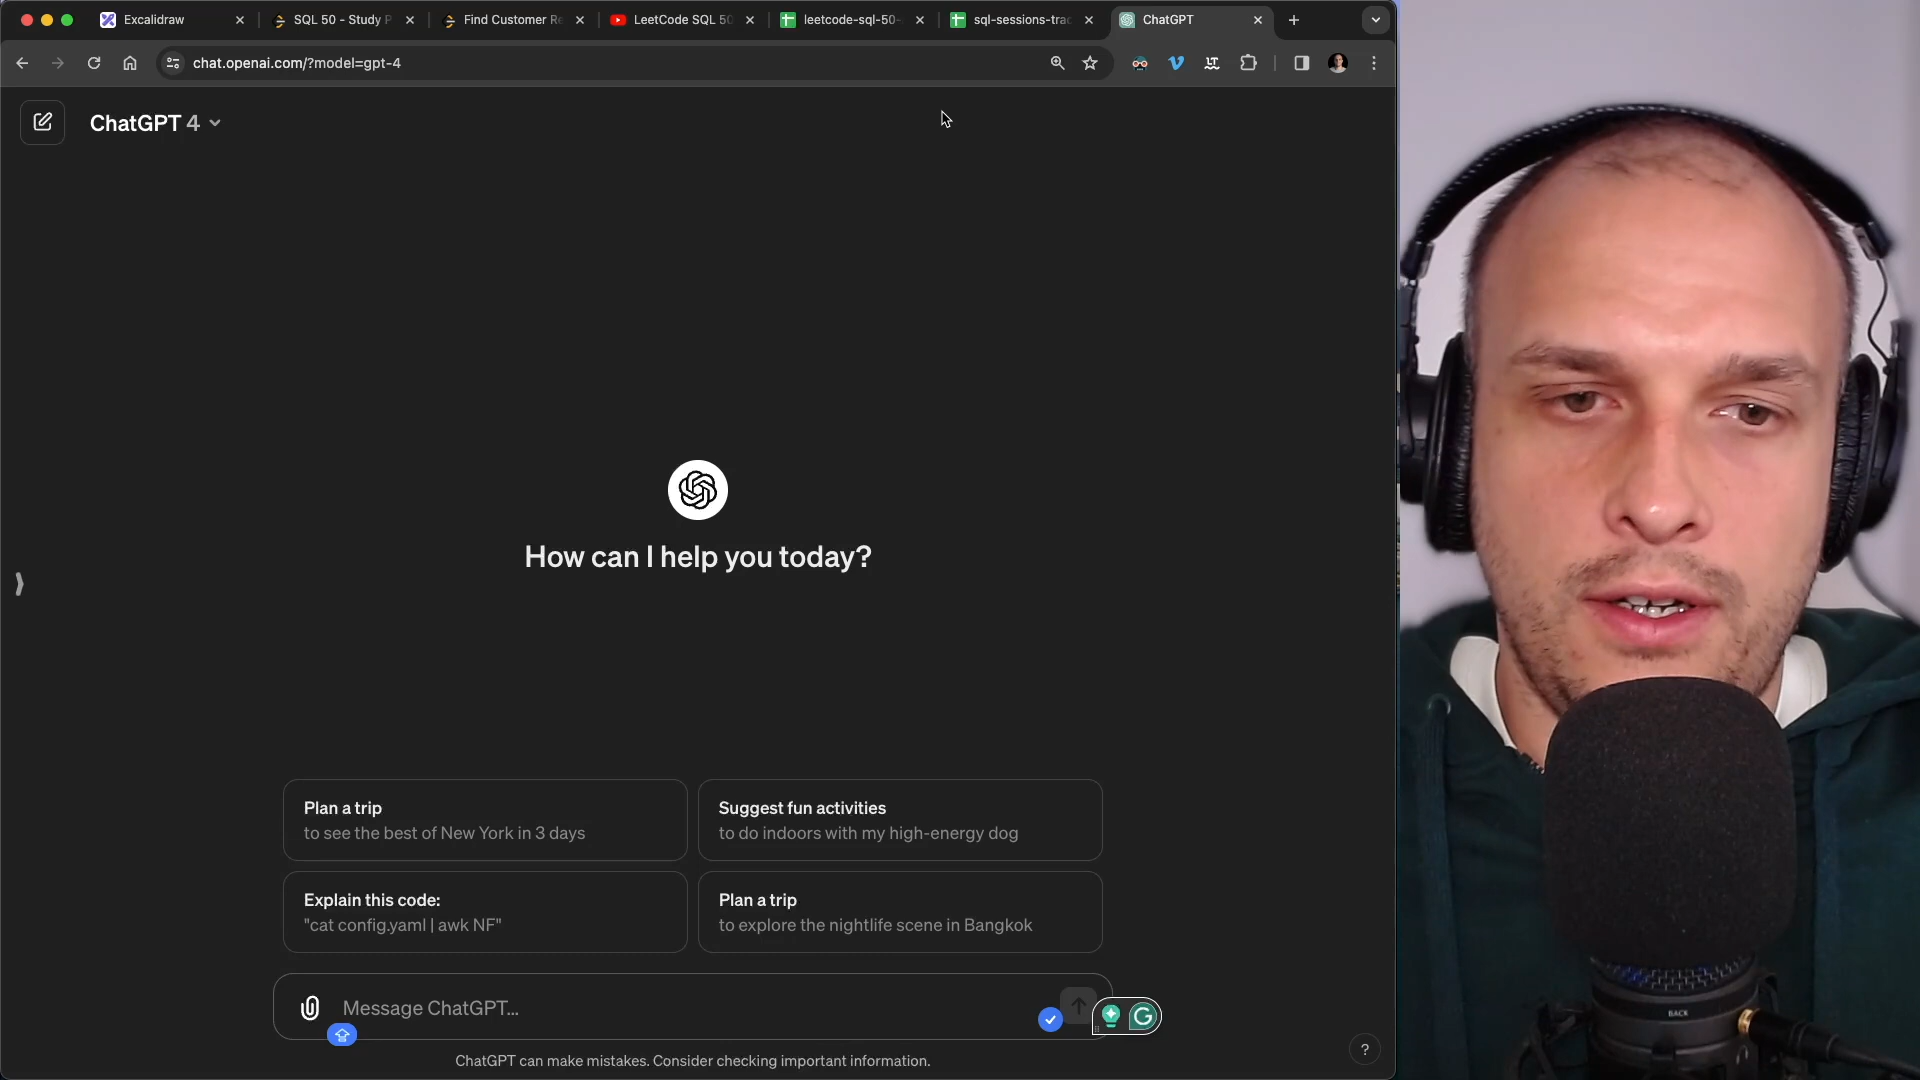 Excalidraw
SQL 50 - Study P
Find Customer Re
LeetCode SQL 50
leetcode-sql-50-
sql-sessions-trac
ChatGPT
chat.openai.com/?model=gpt-4
ChatGPT 4
How can I help you today?
Plan a trip
to see the best of New York in 3 days
Suggest fun activities
to do indoors with my high-energy dog
Explain this code:
"cat config.yaml | awk NF"
Plan a trip
to explore the nightlife scene in Bangkok
Message ChatGPT...
ChatGPT can make mistakes. Consider checking important information.
?
BACK